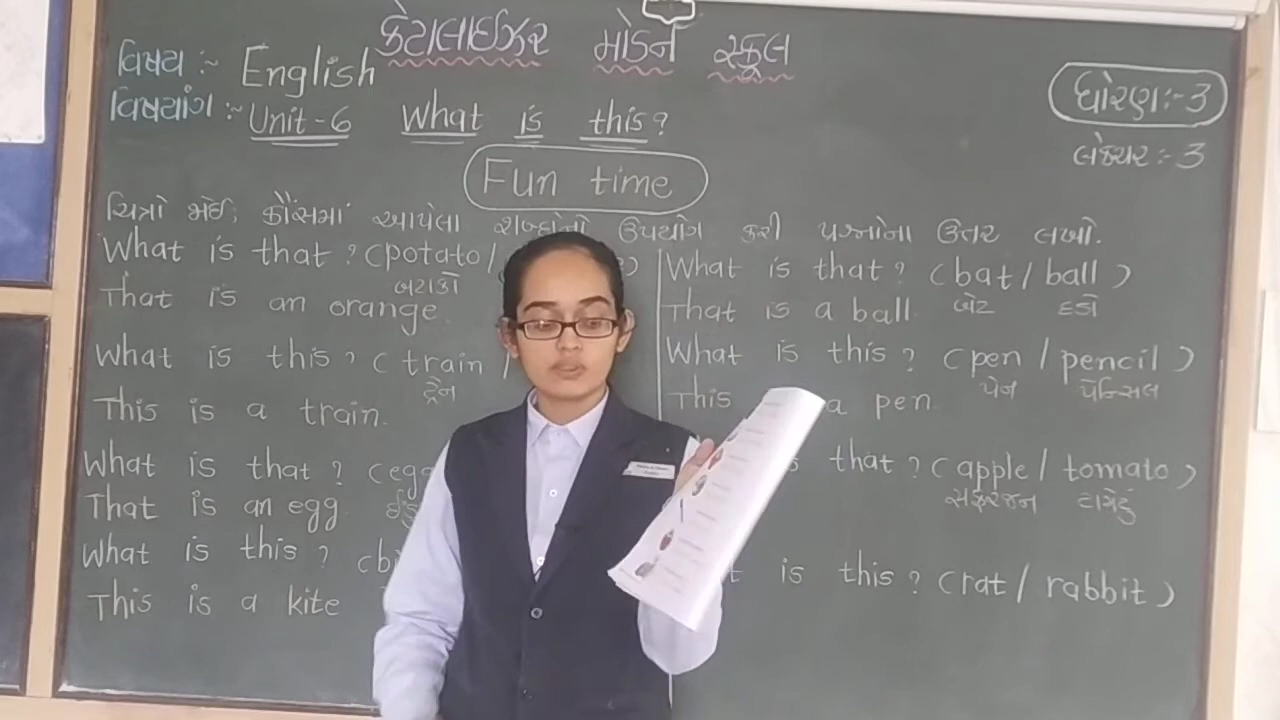 કેટાલાઈઝર મોડર્ન સ્કૂલ
વિષય :- English
વિષયાંગ :- Unit-6 What is this?
ધોરણ:-3
લેક્ચર :- 3
Fun time
ચિત્રો જોઈ, કૌંસમાં આપેલા શબ્દોનો ઉપયોગ કરી પ્રશ્નોના ઉત્તર લખો.
What is that? (potato/
બટાકો
That is an orange.
What is this? (train /
ટ્રેન
This is a train.
What is that? (egg
That is an egg.
What is this?
This is a kite
What is that? (bat/ball)
બેટ દડો
That is a ball.
What is this? (pen/pencil)
પેન પેન્સિલ
This a pen.
that? (apple/tomato)
સફરજન ટામેટું
is this? (rat/rabbit)